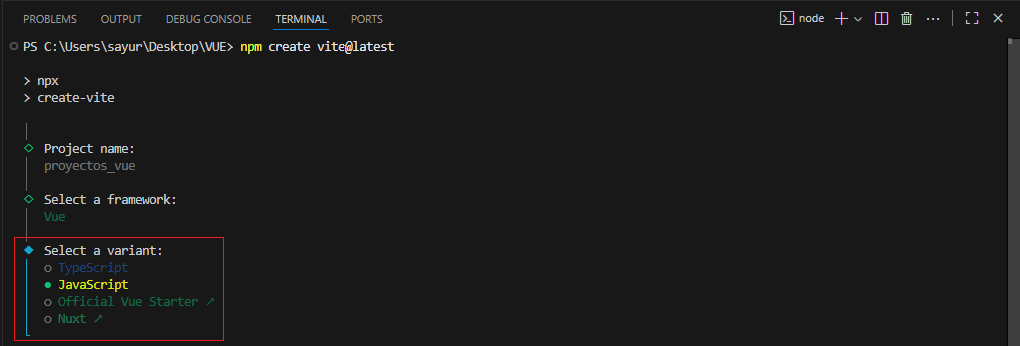 PROBLEMS OUTPUT DEBUG CONSOLE TERMINAL PORTS node
PS C:\Users\sayur\Desktop\VUE> npm create vite@latest
> npx
> create-vite
Project name:
proyectos_vue
Select a framework:
Vue
Select a variant:
TypeScript
JavaScript
Official Vue Starter ↗
Nuxt ↗